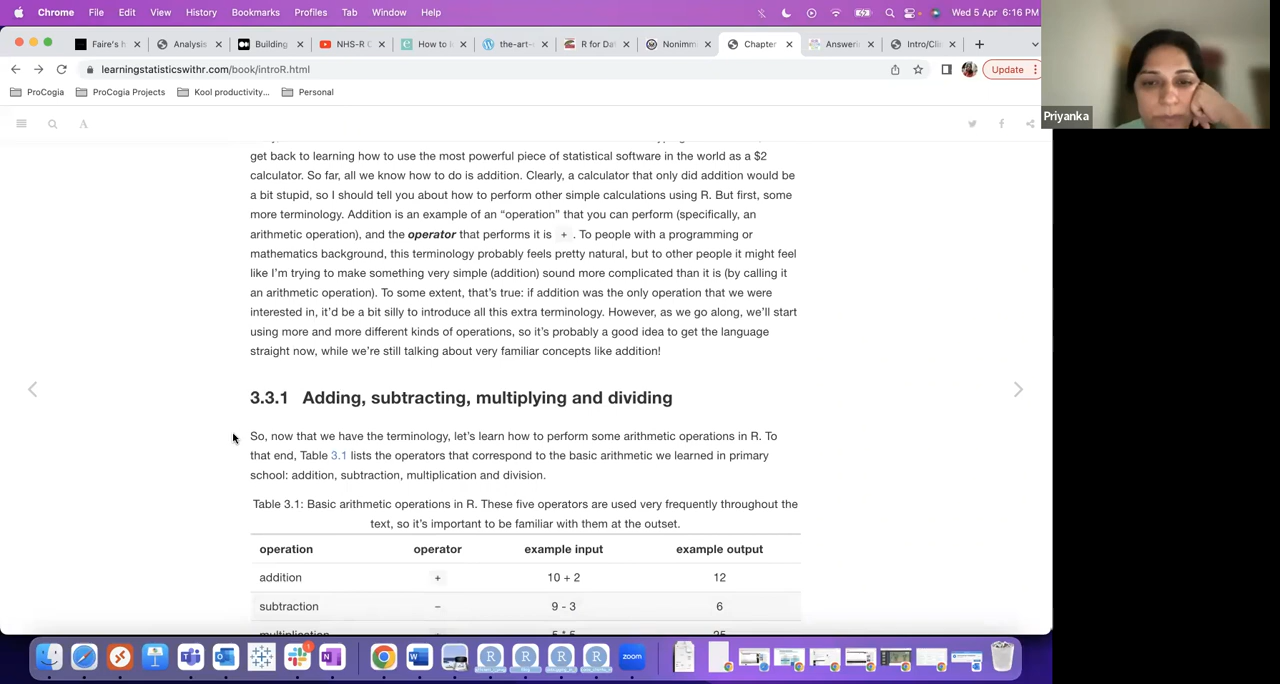 Chrome File Edit View History Bookmarks Profiles Tab Window Help Wed 5 Apr 6:16 PM
Faire's h Analysis Building NHS-R C How to k the-art- R for Da Nonimm Chapter Answeri Intro/Cli
learningstatisticswithr.com/book/introR.html Update
ProCogia ProCogia Projects Kool productivity... Personal
Priyanka
get back to learning how to use the most powerful piece of statistical software in the world as a $2
calculator. So far, all we know how to do is addition. Clearly, a calculator that only did addition would be
a bit stupid, so I should tell you about how to perform other simple calculations using R. But first, some
more terminology. Addition is an example of an “operation” that you can perform (specifically, an
arithmetic operation), and the operator that performs it is + . To people with a programming or
mathematics background, this terminology probably feels pretty natural, but to other people it might feel
like I’m trying to make something very simple (addition) sound more complicated than it is (by calling it
an arithmetic operation). To some extent, that’s true: if addition was the only operation that we were
interested in, it’d be a bit silly to introduce all this extra terminology. However, as we go along, we’ll start
using more and more different kinds of operations, so it’s probably a good idea to get the language
straight now, while we’re still talking about very familiar concepts like addition!
3.3.1 Adding, subtracting, multiplying and dividing
So, now that we have the terminology, let’s learn how to perform some arithmetic operations in R. To
that end, Table 3.1 lists the operators that correspond to the basic arithmetic we learned in primary
school: addition, subtraction, multiplication and division.
Table 3.1: Basic arithmetic operations in R. These five operators are used very frequently throughout the
text, so it’s important to be familiar with them at the outset.
operation operator example input example output
addition + 10 + 2 12
subtraction – 9 - 3 6
multiplication 5 * 5 25
zoom